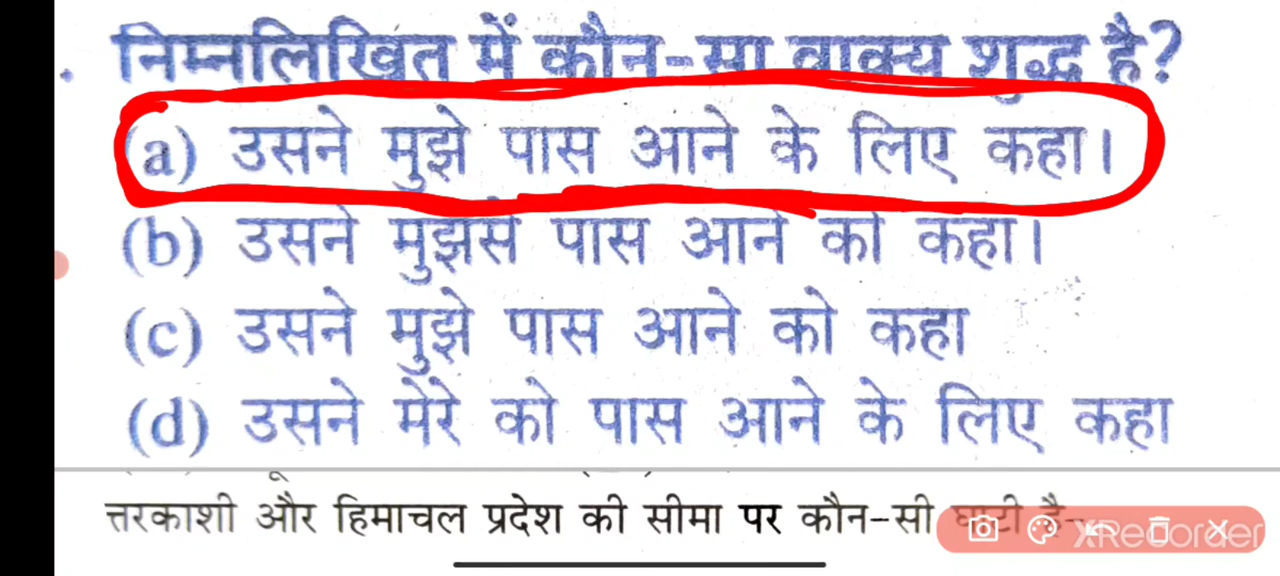 निम्नलिखित में कौन-सा वाक्य शुद्ध है?
(a) उसने मुझे पास आने के लिए कहा।
(b) उसने मुझसे पास आने को कहा।
(c) उसने मुझे पास आने को कहा
(d) उसने मेरे को पास आने के लिए कहा
त्तरकाशी और हिमाचल प्रदेश की सीमा पर कौन-सी घाटी है-
XRecorder